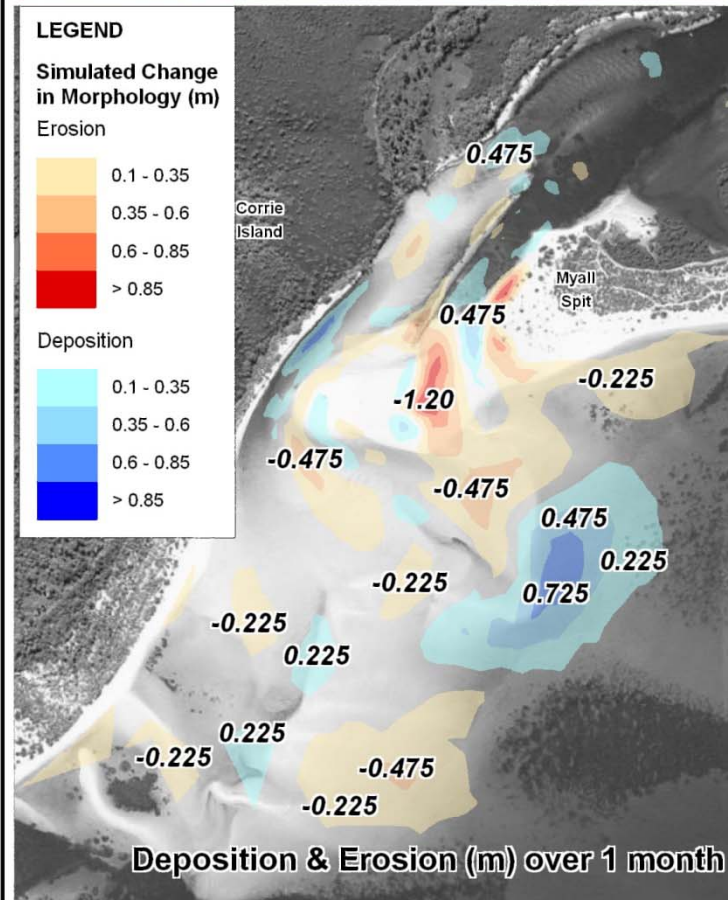 LEGEND
Simulated Change
in Morphology (m)
Erosion
0.1 - 0.35
0.35 - 0.6
0.6 - 0.85
> 0.85
Deposition
0.1 - 0.35
0.35 - 0.6
0.6 - 0.85
> 0.85
Corrie
Island
Myall
Spit
0.475
0.475
-0.225
-1.20
-0.475
-0.475
0.475
0.225
0.725
-0.225
-0.225
0.225
0.225
-0.225
-0.475
-0.225
Deposition & Erosion (m) over 1 month